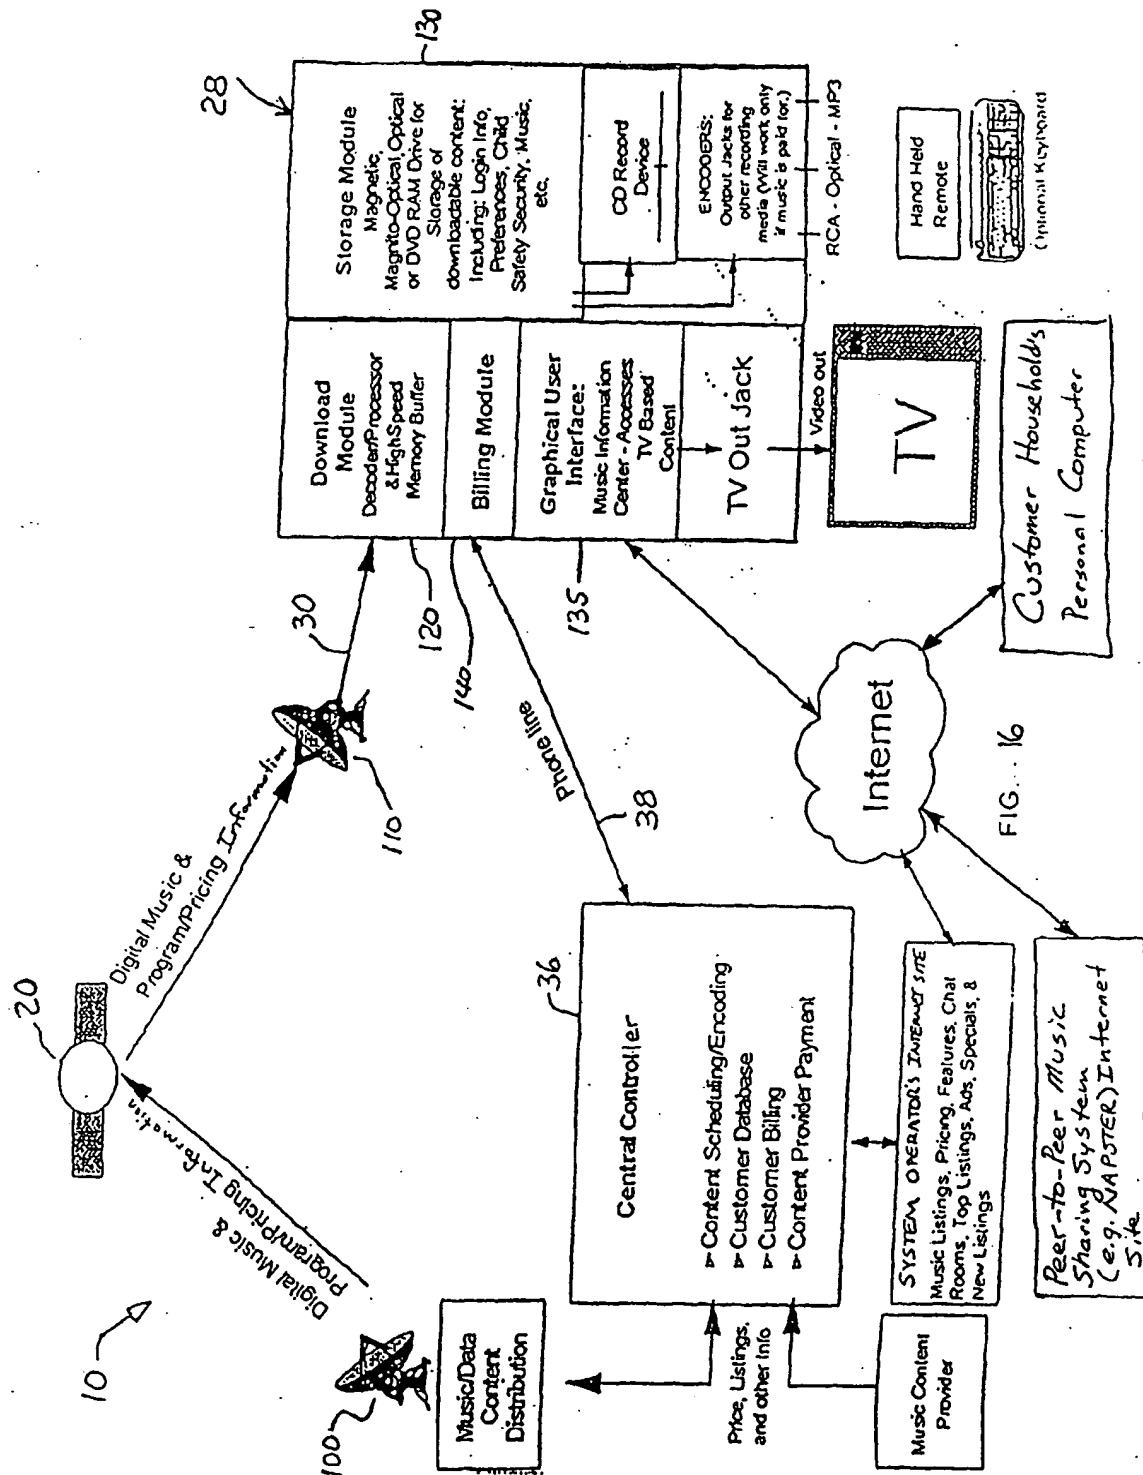 10
20
28
Digital Music &
Program/Pricing Information
Digital Music &
Program/Pricing Information
100
110
30
Music/Data
Content
Distribution
Price, Listings,
and other Info
Music Content
Provider
36
Central Controller
Content Scheduling/Encoding
Customer Database
Customer Billing
Content Provider Payment
Phone line
38
SYSTEM OPERATOR'S INTERNET SITE
Music Listings, Pricing, Features, Chat
Rooms, Top Listings, Ads, Specials, &
New Listings
Peer-to-Peer Music
Sharing System
(e.g. NAPSTER) Internet
Site
Internet
Customer Household's
Personal Computer
120
140
135
130
Download
Module
Decoder/Processor
& High Speed
Memory Buffer
Billing Module
Graphical User
Interface:
Music Information
Center - Accesses
TV Based
Content
TV Out Jack
Video out
TV
Storage Module
Magnetic,
Magnito-Optical, Optical
or DVD RAM Drive for
Storage of
downloadable content:
Including: Login Info,
Preferences, Child
Safety Security, Music,
etc.
CD Record
Device
ENCODERS:
Output Jacks for
other recording
media (Will work only
if music is paid for.)
RCA - Optical - MP3
Hand Held
Remote
Optional Keyboard
FIG... 16